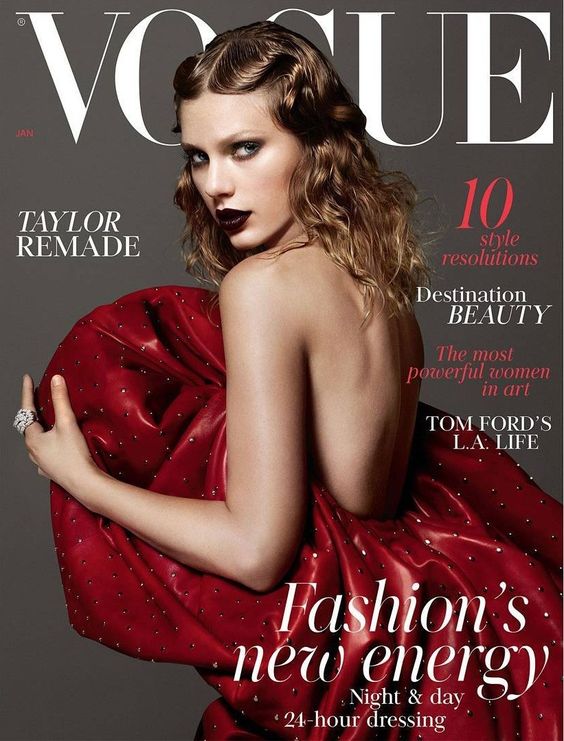 VOGUE
®
JAN
TAYLOR
REMADE
10
style
resolutions
Destination
BEAUTY
The most
powerful women
in art
TOM FORD'S
L.A. LIFE
Fashion's
new energy
Night & day
24-hour dressing